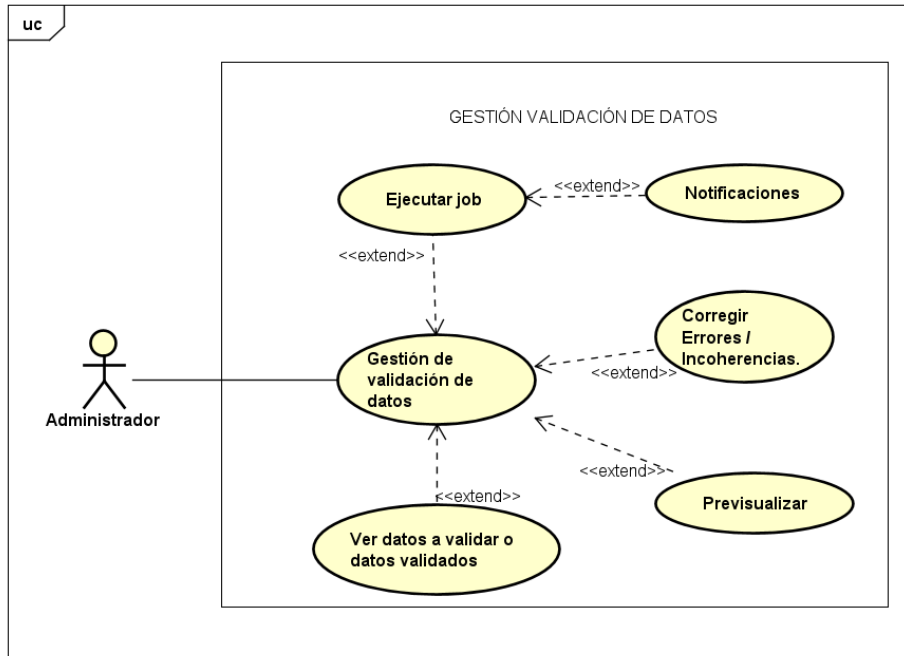 uc
GESTIÓN VALIDACIÓN DE DATOS
Ejecutar job
<<extend>>
Notificaciones
<<extend>>
Corregir
Errores /
Incoherencias.
<<extend>>
Gestión de
validación de
datos
Administrador
<<extend>>
Previsualizar
<<extend>>
Ver datos a validar o
datos validados